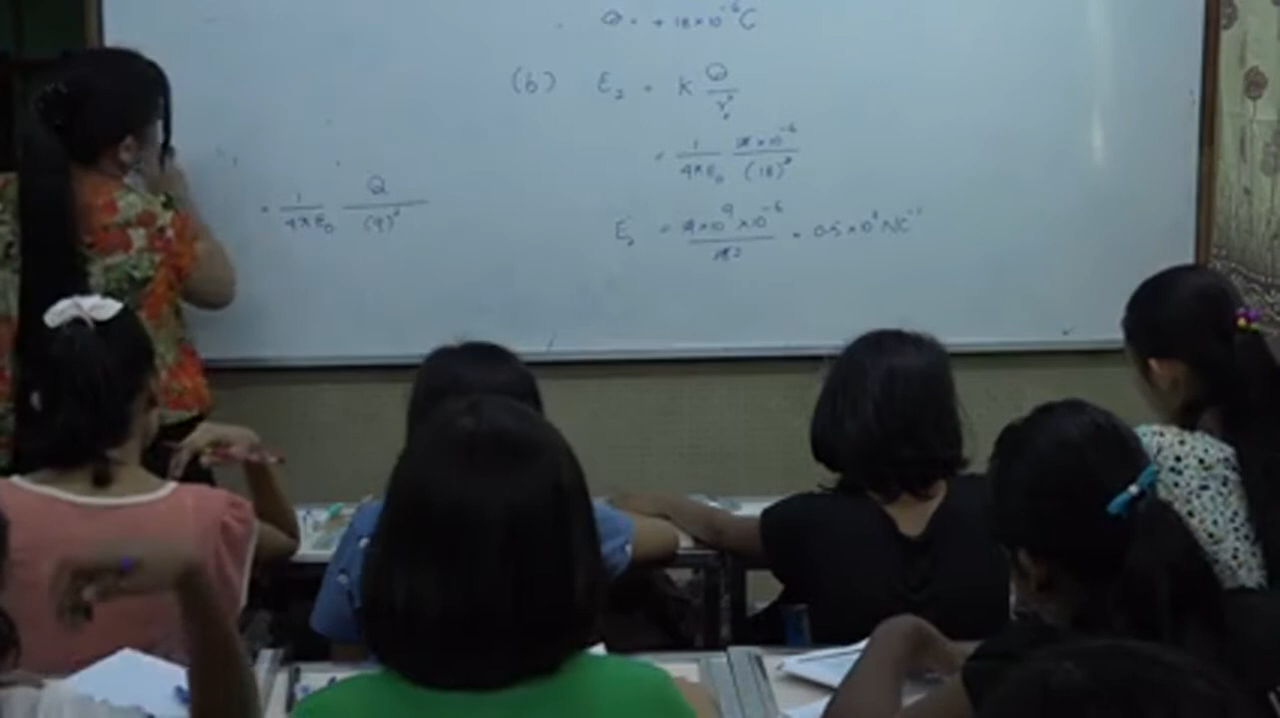 Q = + 18×10⁻⁶ C
(b) E₂ = K Q/r₂²
= 1/4πε₀ 18×10⁻⁶/(18)²
= 1/4πε₀ Q/(9)²
E₂ = 9×10⁹×10⁻⁶/18 = 0.5×10³ NC⁻¹